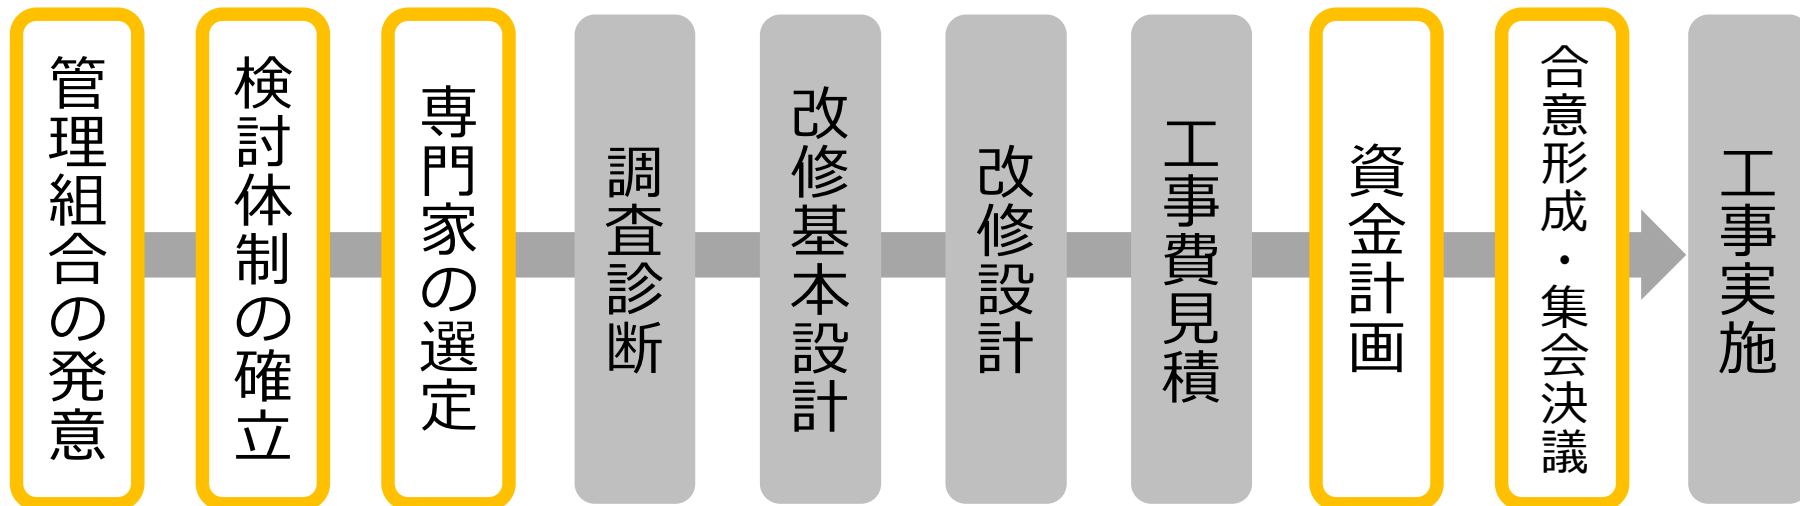 管理組合の発意
検討体制の確立
専門家の選定
調査診断
改修基本設計
改修設計
工事費見積
資金計画
合意形成・集会決議
工事実施